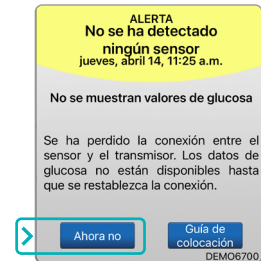 ALERTA
No se ha detectado
ningún sensor
jueves, abril 14, 11:25 a.m.
No se muestran valores de glucosa
Se ha perdido la conexión entre el
sensor y el transmisor. Los datos de
glucosa no están disponibles hasta
que se restablezca la conexión.
Ahora no
Guía de
colocación
DEMO6700